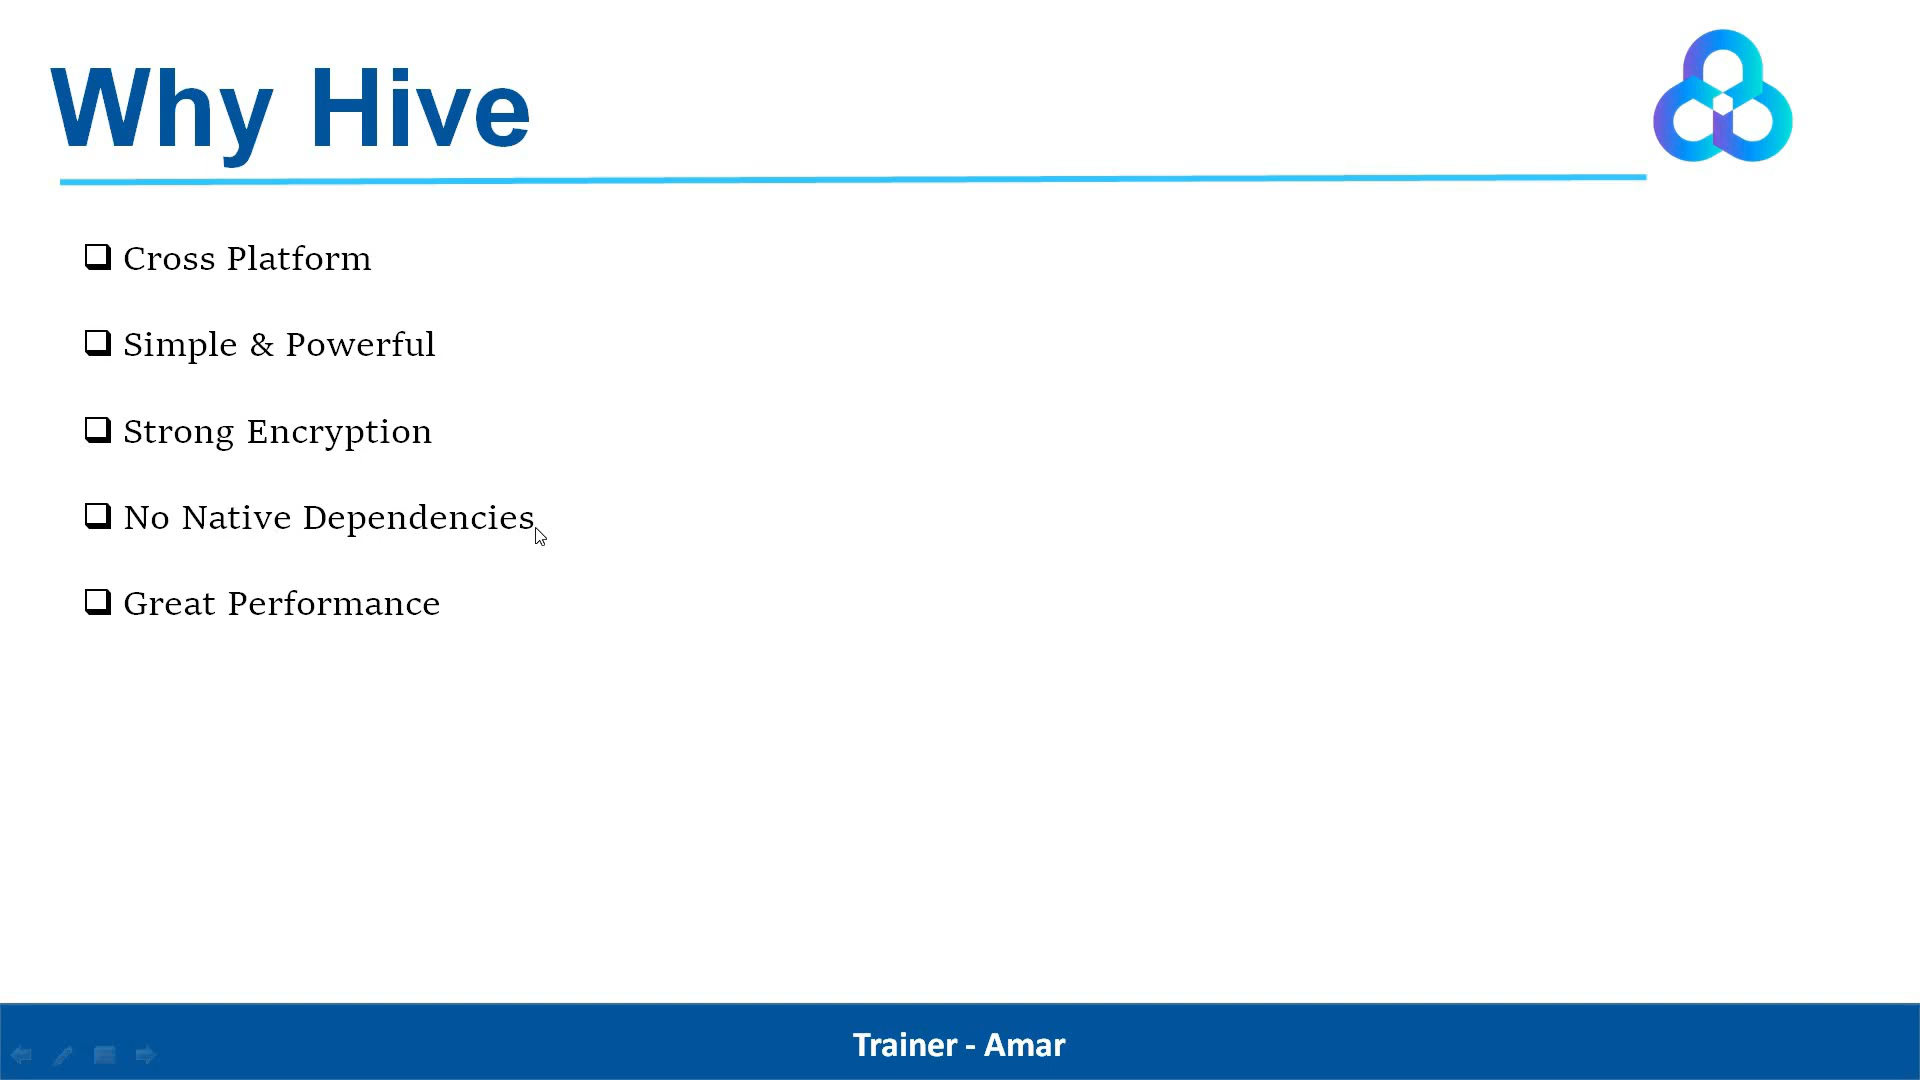 Why Hive
Cross Platform
Simple & Powerful
Strong Encryption
No Native Dependencies
Great Performance
Trainer - Amar